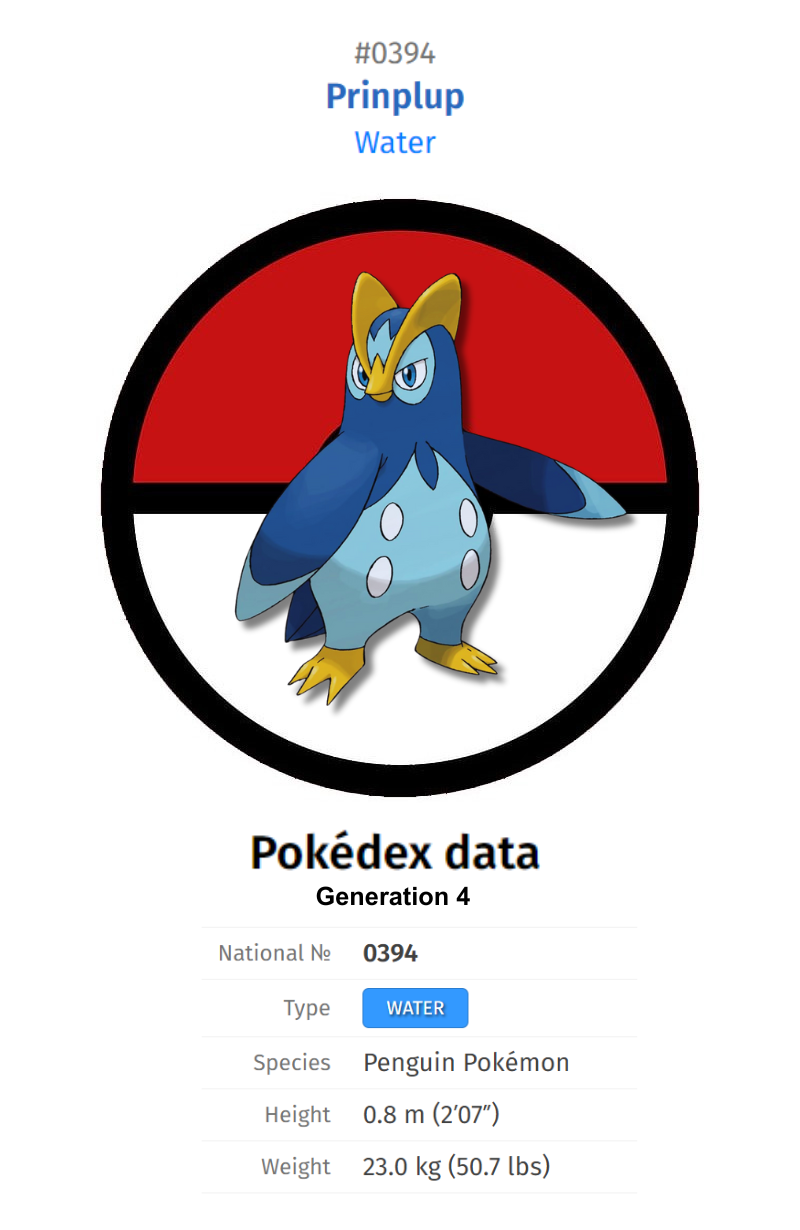 #0394
Prinplup
Water
Pokédex data
Generation 4
National № 0394
Type WATER
Species Penguin Pokémon
Height 0.8 m (2′07″)
Weight 23.0 kg (50.7 lbs)